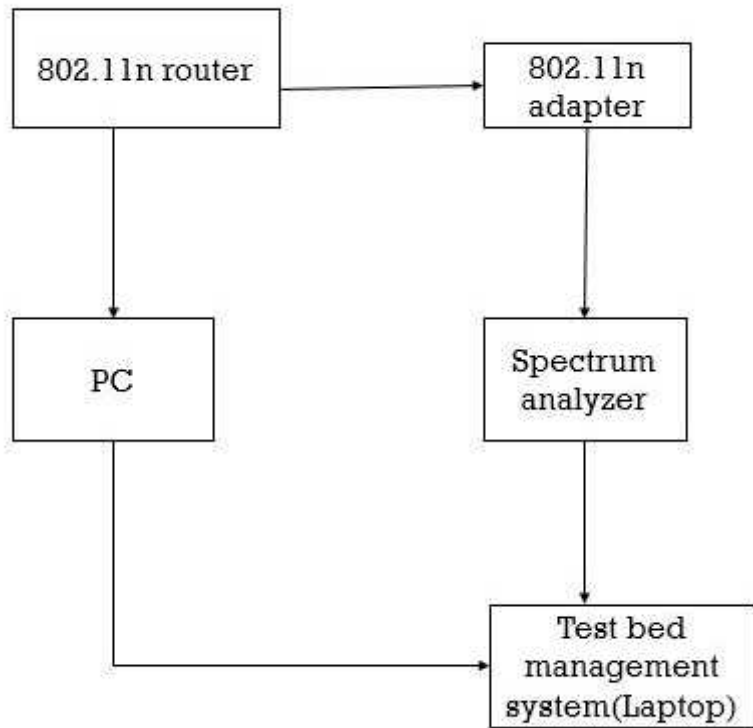 802.11n router
802.11n
adapter
PC
Spectrum
analyzer
Test bed
management
system(Laptop)